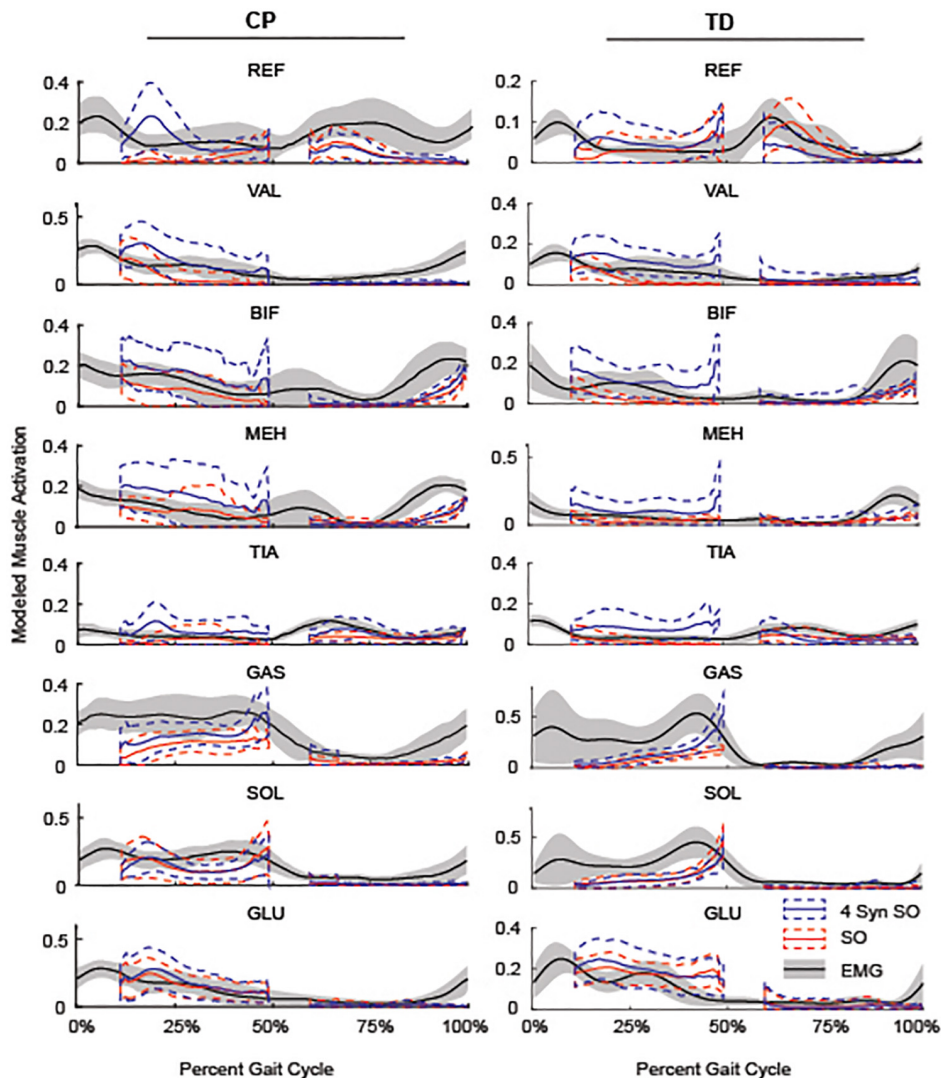 CP
TD
REF
REF
0.4
0.2
0
0.2
0.1
0
VAL
VAL
0.5
0
0.4
0.2
0
BIF
BIF
0.4
0.2
0
0.4
0.2
0
MEH
MEH
0.4
0.2
0
0.5
0
TIA
TIA
0.4
0.2
0
0.4
0.2
0
GAS
GAS
0.4
0.2
0
0.5
0
SOL
SOL
0.5
0
0.5
0
GLU
GLU
0.5
0
0.4
0.2
0
4 Syn SO
SO
EMG
0% 25% 50% 75% 100%
0% 25% 50% 75% 100%
Percent Gait Cycle
Percent Gait Cycle
Modeled Muscle Activation